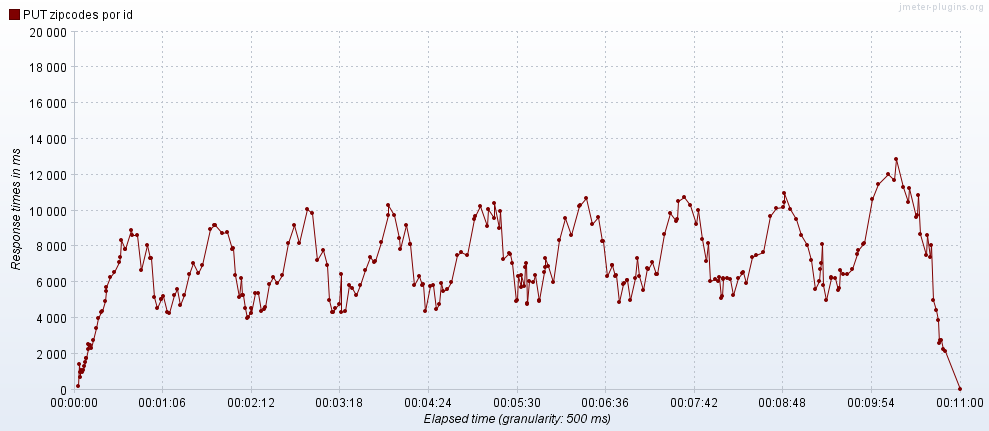 jmeter-plugins.org
PUT zipcodes por id
20 000
18 000
16 000
14 000
12 000
10 000
8 000
6 000
4 000
2 000
0
Response times in ms
00:00:00 00:01:06 00:02:12 00:03:18 00:04:24 00:05:30 00:06:36 00:07:42 00:08:48 00:09:54 00:11:00
Elapsed time (granularity: 500 ms)